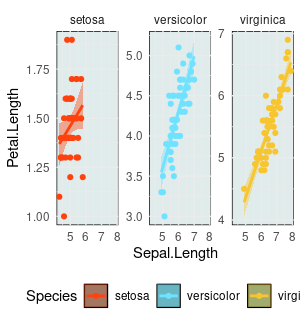 setosa versicolor virginica
1.75 5.0 7
1.50 4.5 6
1.25 4.0 5
1.00 3.5 4
3.0
5 6 7 8 5 6 7 8 5 6 7 8
Petal.Length
Sepal.Length
Species setosa versicolor virgi